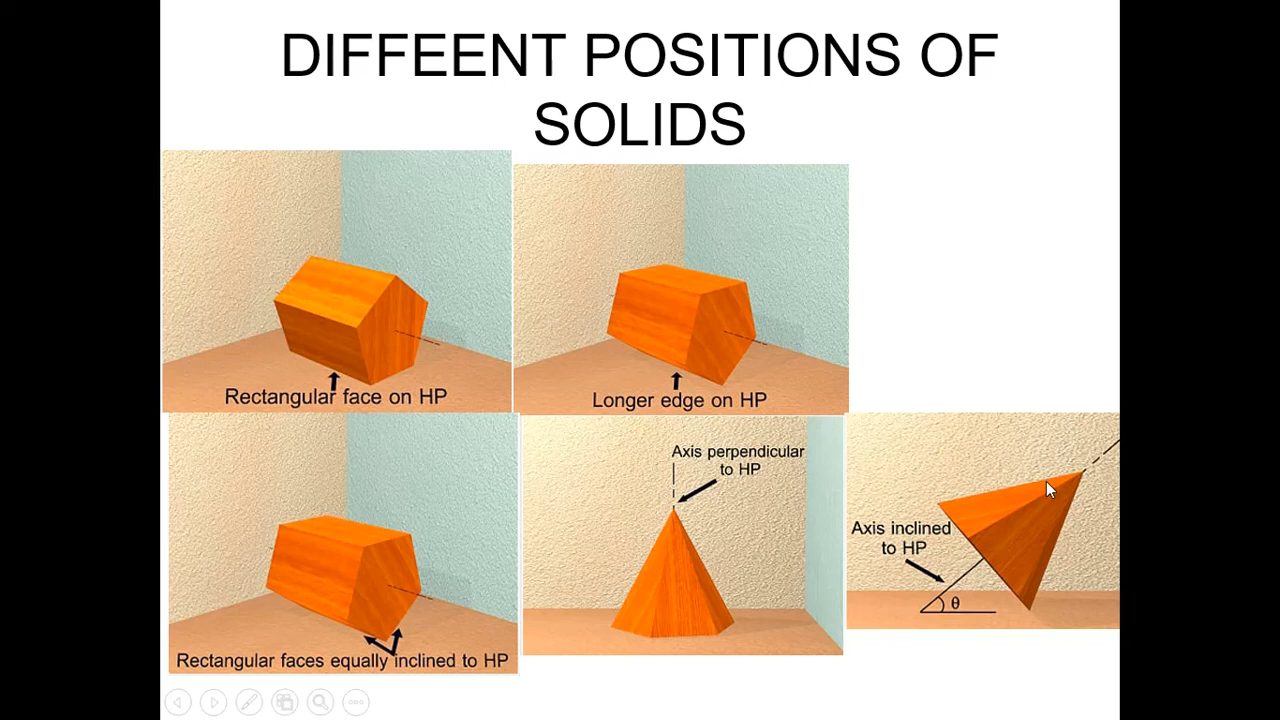 DIFFEENT POSITIONS OF
SOLIDS
Rectangular face on HP
Longer edge on HP
Rectangular faces equally inclined to HP
Axis perpendicular
to HP
Axis inclined
to HP
θ